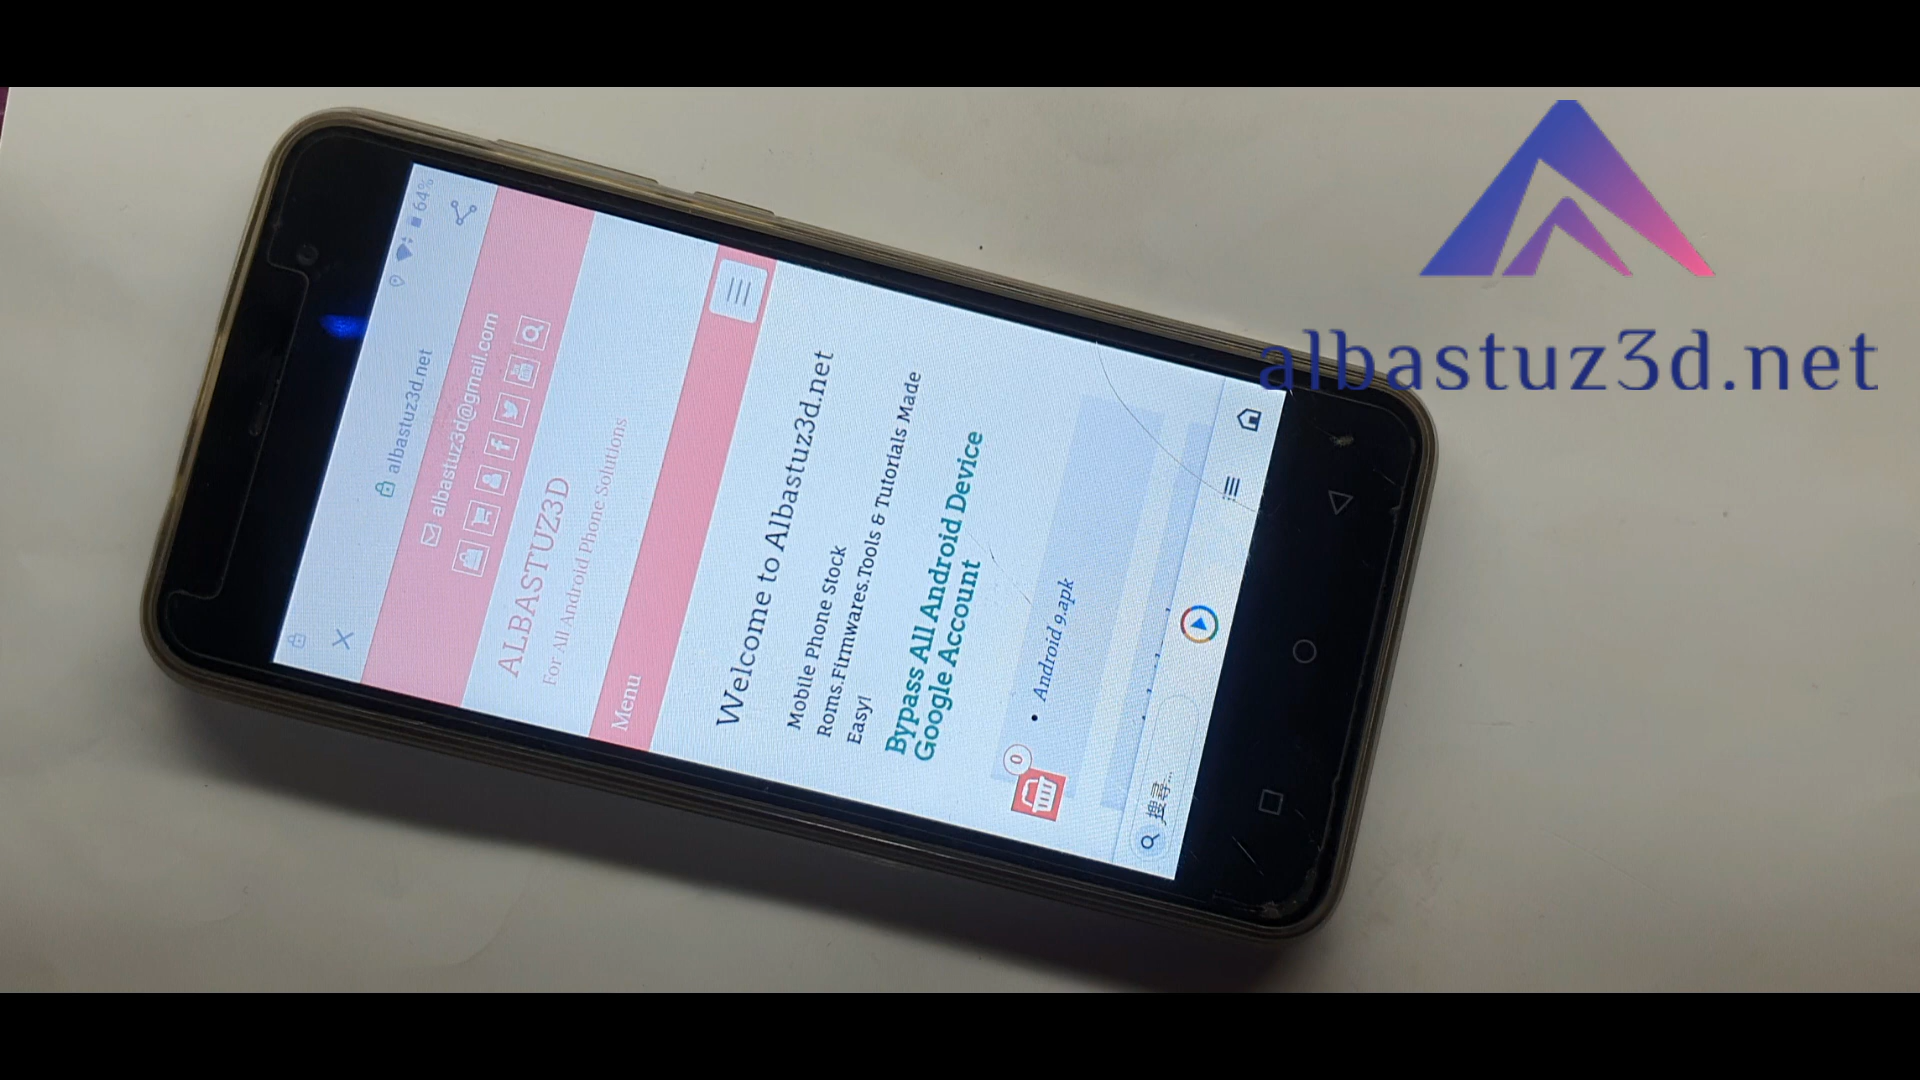 64%
albastuz3d.net
albastuz3d@gmail.com
ALBASTUZ3D
For All Android Phone Solutions
Menu
Welcome to Albastuz3d.net
Mobile Phone Stock
Roms.Firmwares.Tools & Tutorials Made
Easy!
Bypass All Android Device
Google Account
0
• Android 9.apk
搜尋...
albastuz3d.net